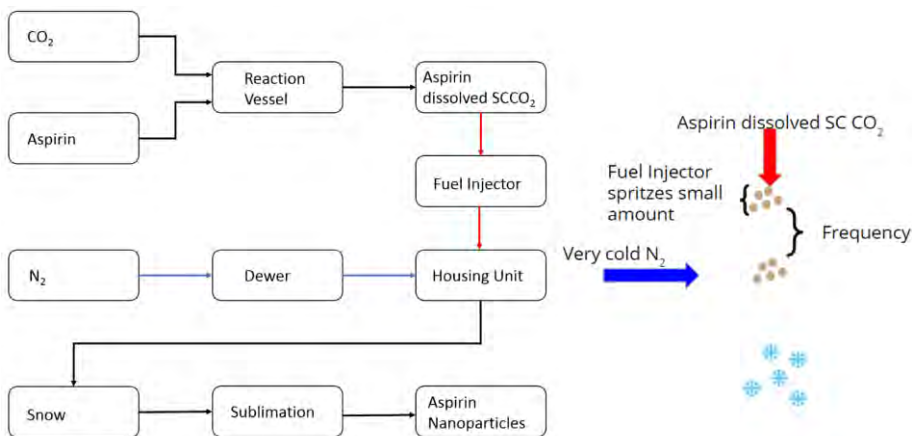 CO₂
Aspirin
Reaction
Vessel
Aspirin
dissolved SCCO₂
Fuel Injector
N₂
Dewer
Housing Unit
Snow
Sublimation
Aspirin
Nanoparticles
Aspirin dissolved SC CO₂
Fuel Injector
spritzes small
amount
Frequency
Very cold N₂